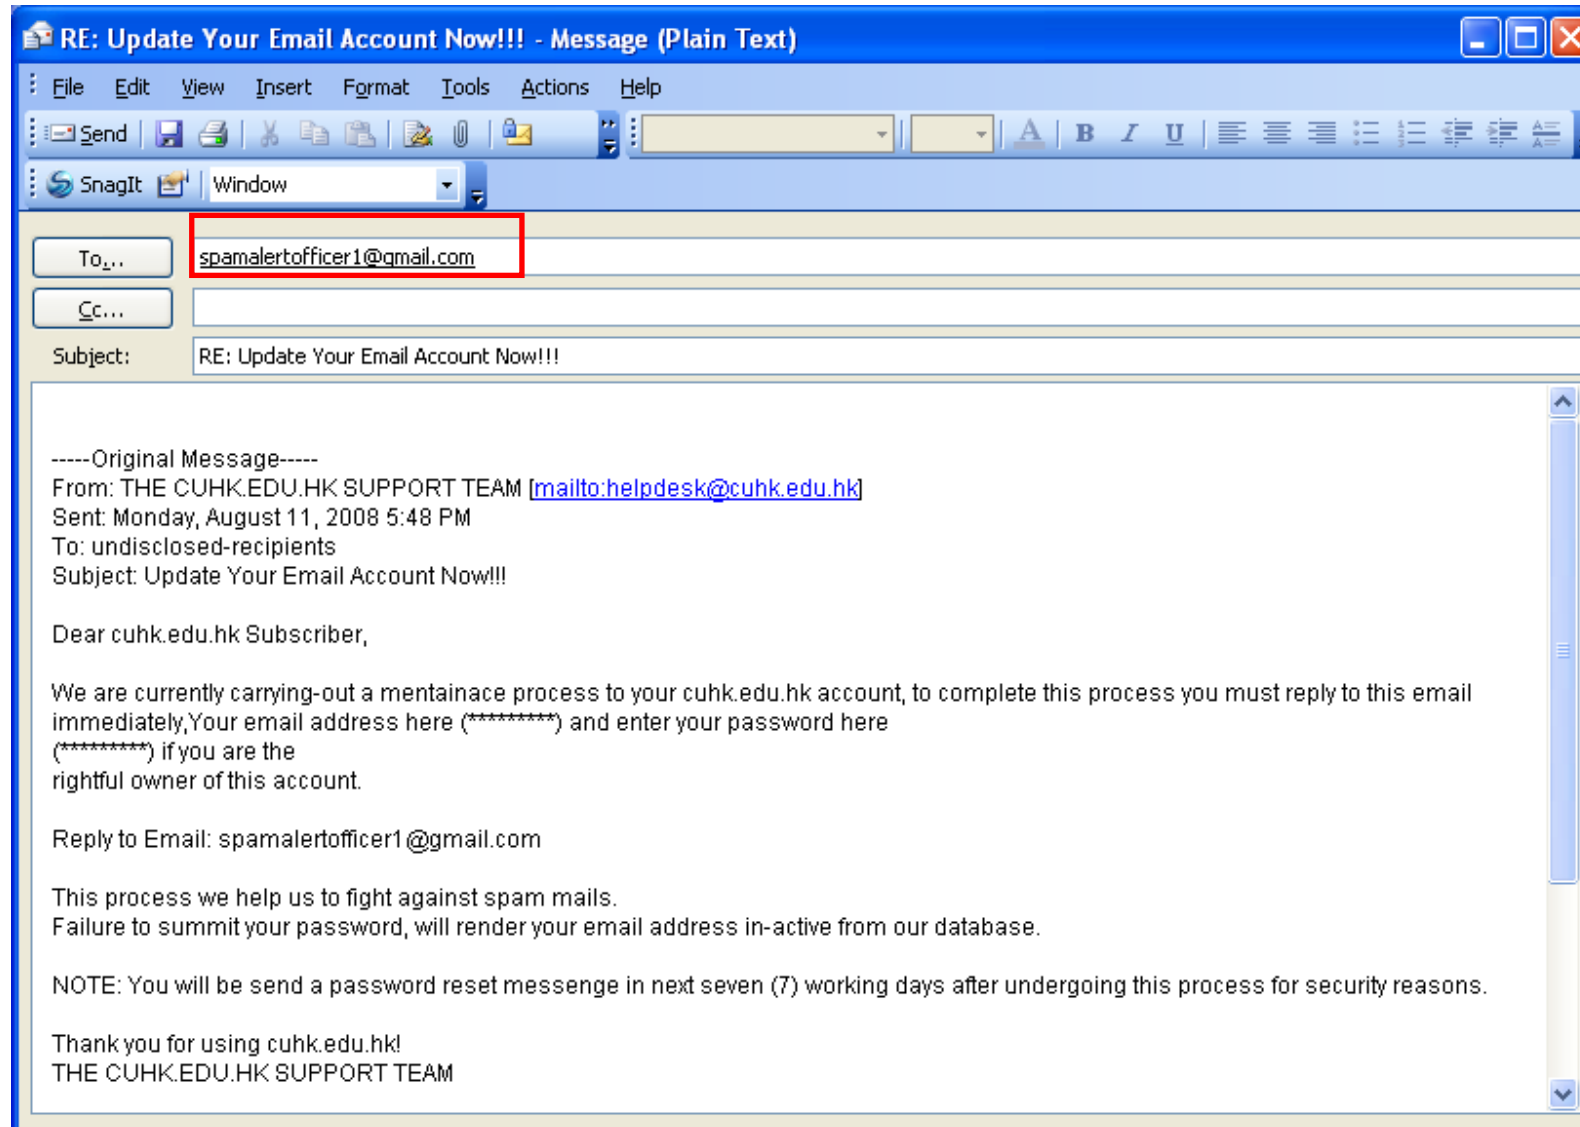 RE: Update Your Email Account Now!!! - Message (Plain Text)
File Edit View Insert Format Tools Actions Help
Send A B I U
SnagIt Window
To... spamalertofficer1@gmail.com
Cc...
Subject: RE: Update Your Email Account Now!!!
-----Original Message-----
From: THE CUHK.EDU.HK SUPPORT TEAM [mailto:helpdesk@cuhk.edu.hk]
Sent: Monday, August 11, 2008 5:48 PM
To: undisclosed-recipients
Subject: Update Your Email Account Now!!!
Dear cuhk.edu.hk Subscriber,
We are currently carrying-out a mentainace process to your cuhk.edu.hk account, to complete this process you must reply to this email
immediately,Your email address here (*********) and enter your password here
(*********) if you are the
rightful owner of this account.
Reply to Email: spamalertofficer1@gmail.com
This process we help us to fight against spam mails.
Failure to summit your password, will render your email address in-active from our database.
NOTE: You will be send a password reset messenge in next seven (7) working days after undergoing this process for security reasons.
Thank you for using cuhk.edu.hk!
THE CUHK.EDU.HK SUPPORT TEAM